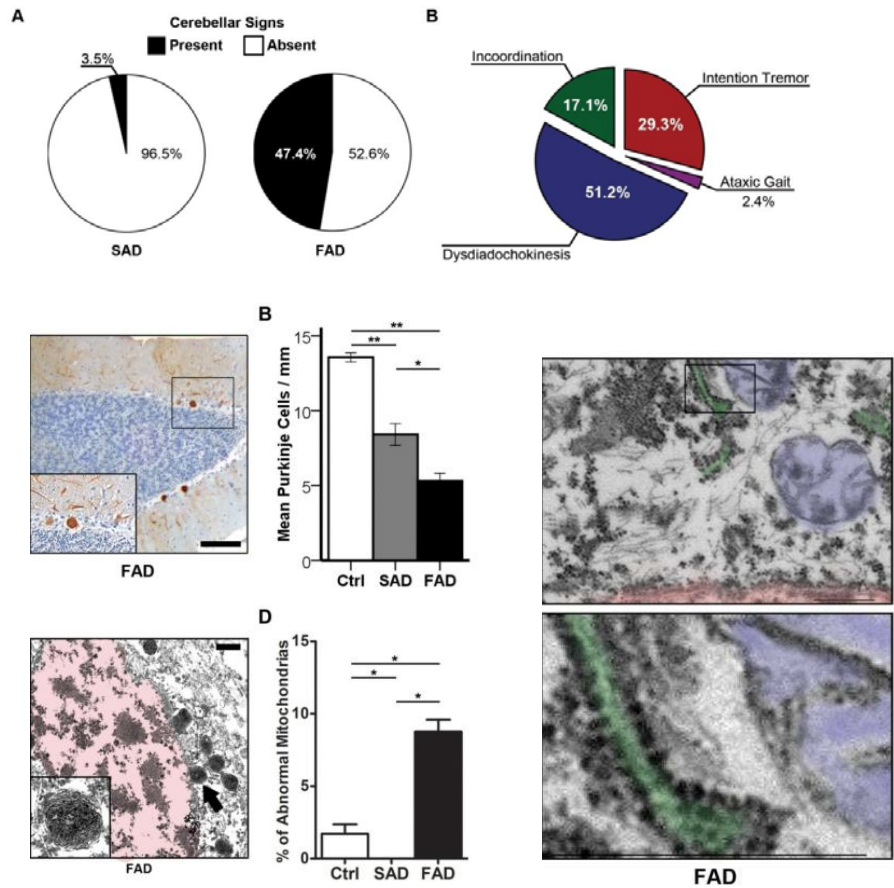 A
Cerebellar Signs
Present Absent
3.5%
96.5%
SAD
47.4%
52.6%
FAD
B
Incoordination
17.1%
Intention Tremor
29.3%
Ataxic Gait
2.4%
51.2%
Dysdiadochokinesis
FAD
B
Mean Purkinje Cells / mm
15
10
5
0
**
**
*
Ctrl SAD FAD
FAD
D
% of Abnormal Mitochondrias
15
10
5
0
*
*
*
Ctrl SAD FAD
FAD